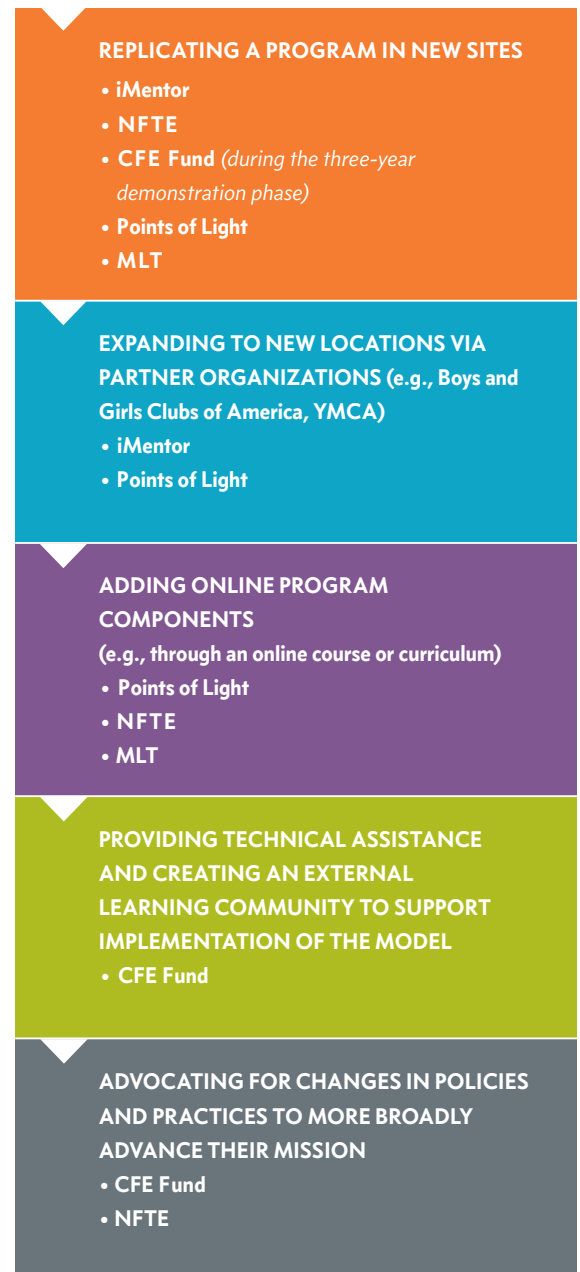 REPLICATING A PROGRAM IN NEW SITES
• iMentor
• NFTE
• CFE Fund (during the three-year
demonstration phase)
• Points of Light
• MLT
EXPANDING TO NEW LOCATIONS VIA
PARTNER ORGANIZATIONS (e.g., Boys and
Girls Clubs of America, YMCA)
• iMentor
• Points of Light
ADDING ONLINE PROGRAM
COMPONENTS
(e.g., through an online course or curriculum)
• Points of Light
• NFTE
• MLT
PROVIDING TECHNICAL ASSISTANCE
AND CREATING AN EXTERNAL
LEARNING COMMUNITY TO SUPPORT
IMPLEMENTATION OF THE MODEL
• CFE Fund
ADVOCATING FOR CHANGES IN POLICIES
AND PRACTICES TO MORE BROADLY
ADVANCE THEIR MISSION
• CFE Fund
• NFTE